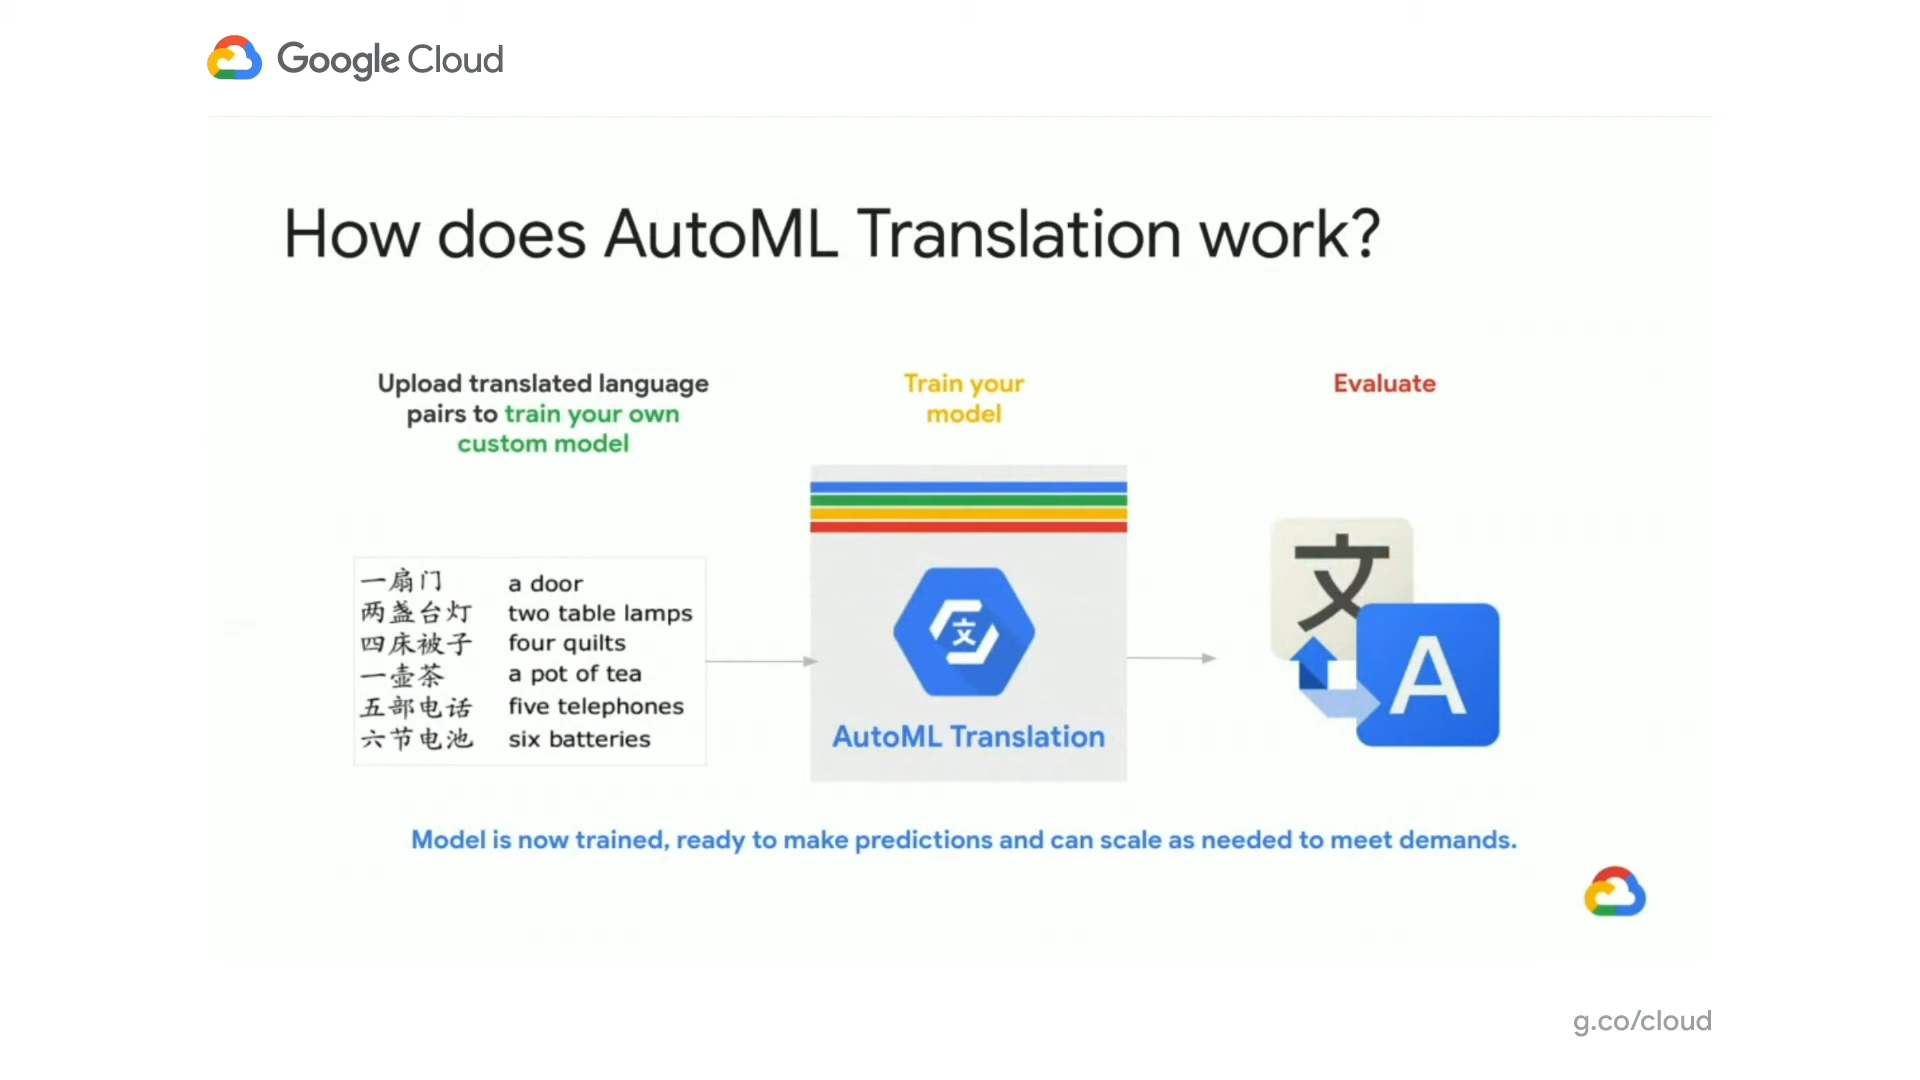 Google Cloud
How does AutoML Translation work?
Upload translated language
pairs to train your own
custom model
Train your
model
Evaluate
一扇门 a door
两盏台灯 two table lamps
四床被子 four quilts
一壶茶 a pot of tea
五部电话 five telephones
六节电池 six batteries
文
AutoML Translation
文
A
Model is now trained, ready to make predictions and can scale as needed to meet demands.
g.co/cloud